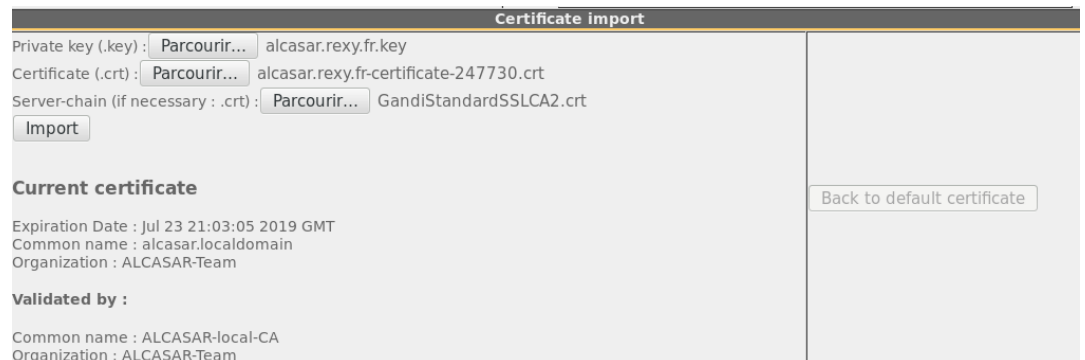 Certificate import
Private key (.key) : Parcourir... alcasar.rexy.fr.key
Certificate (.crt) : Parcourir... alcasar.rexy.fr-certificate-247730.crt
Server-chain (if necessary : .crt) : Parcourir... GandiStandardSSLCA2.crt
Import
Current certificate
Back to default certificate
Expiration Date : Jul 23 21:03:05 2019 GMT
Common name : alcasar.localdomain
Organization : ALCASAR-Team
Validated by :
Common name : ALCASAR-local-CA
Organization : ALCASAR-Team